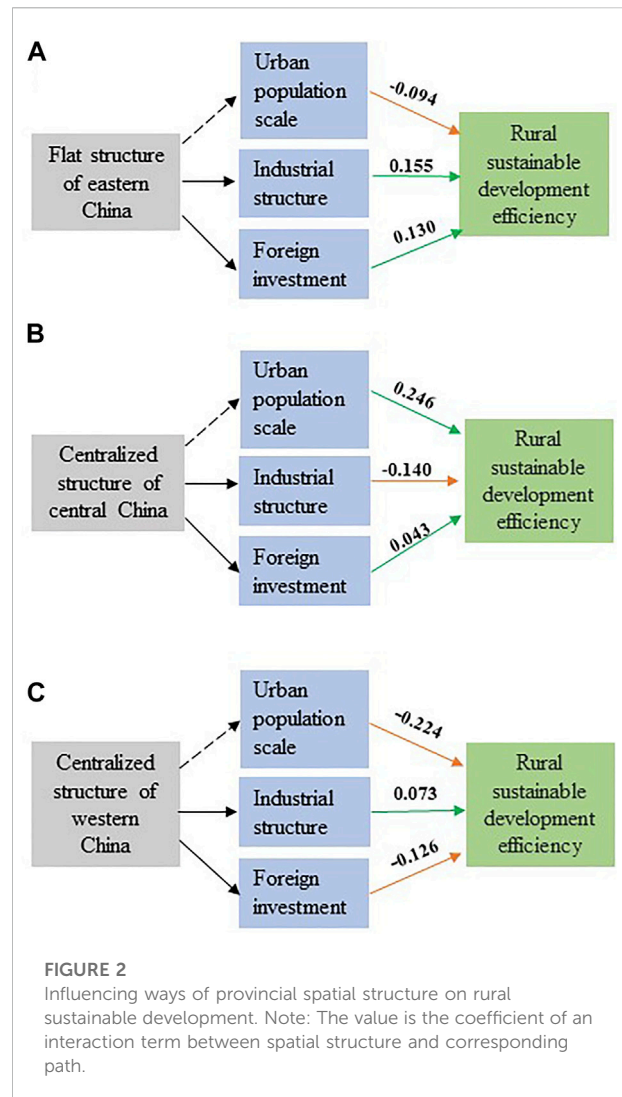 A
Urban
population
scale
-0.094
Flat structure
of eastern
China
Industrial
structure
0.155
Rural
sustainable
development
efficiency
Foreign
investment
0.130
B
Urban
population
scale
0.246
Centralized
structure of
central China
Industrial
structure
-0.140
Rural
sustainable
development
efficiency
Foreign
investment
0.043
C
Urban
population
scale
-0.224
Centralized
structure of
western
China
Industrial
structure
0.073
Rural
sustainable
development
efficiency
Foreign
investment
-0.126
FIGURE 2
Influencing ways of provincial spatial structure on rural
sustainable development. Note: The value is the coefficient of an
interaction term between spatial structure and corresponding
path.